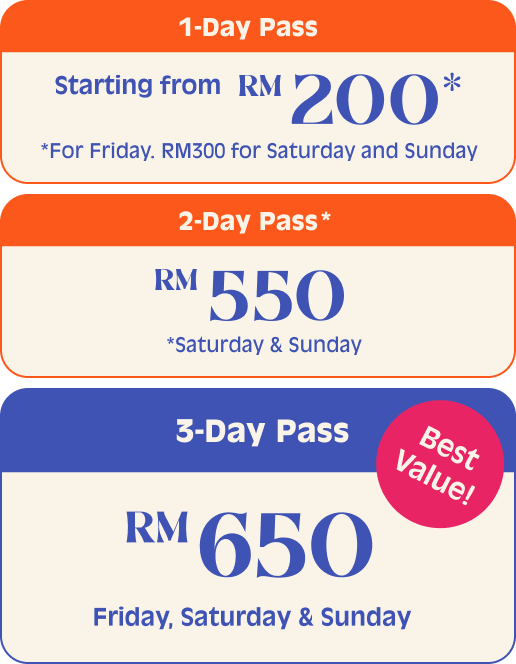 1-Day Pass
Starting from RM 200*
*For Friday. RM300 for Saturday and Sunday
2-Day Pass*
RM 550
*Saturday & Sunday
3-Day Pass
Best
Value!
RM 650
Friday, Saturday & Sunday